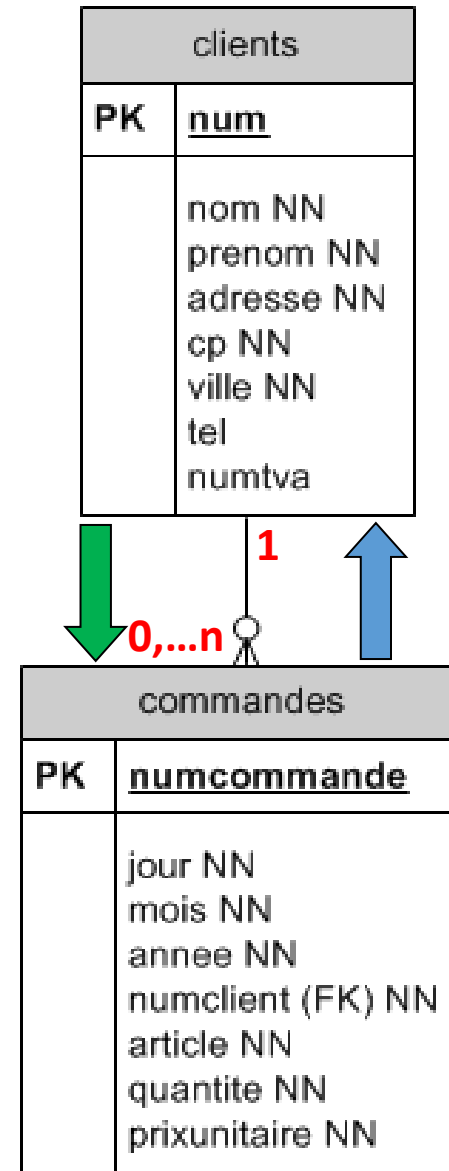 clients
PK num
nom NN
prenom NN
adresse NN
cp NN
ville NN
tel
numtva
1
0,...n
commandes
PK numcommande
jour NN
mois NN
annee NN
numclient (FK) NN
article NN
quantite NN
prixunitaire NN